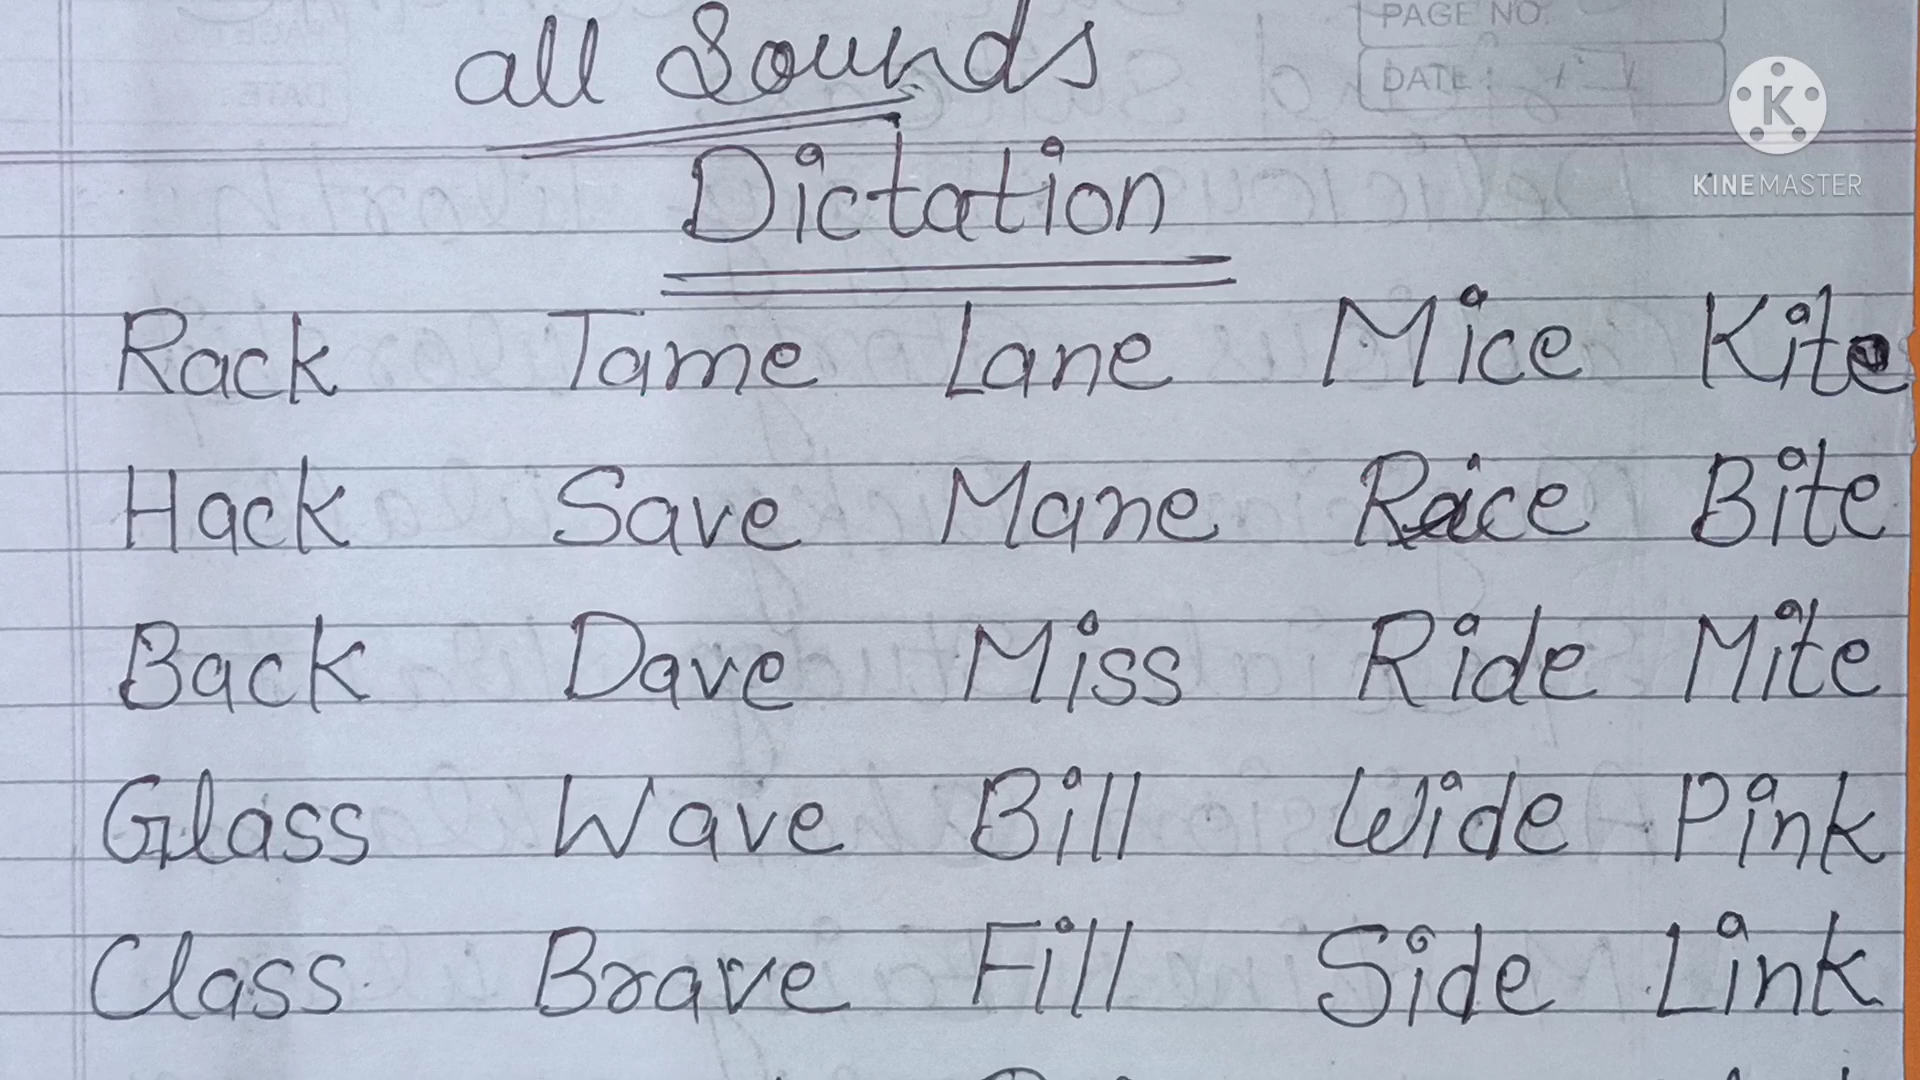 all Sounds
PAGE NO.
DATE:
KINEMASTER
Dictation
Rack Tame Lane Mice Kite
Hack Save Mane Race Bite
Back Dave Miss Ride Mite
Glass Wave Bill Wide Pink
Class Brave Fill Side Link